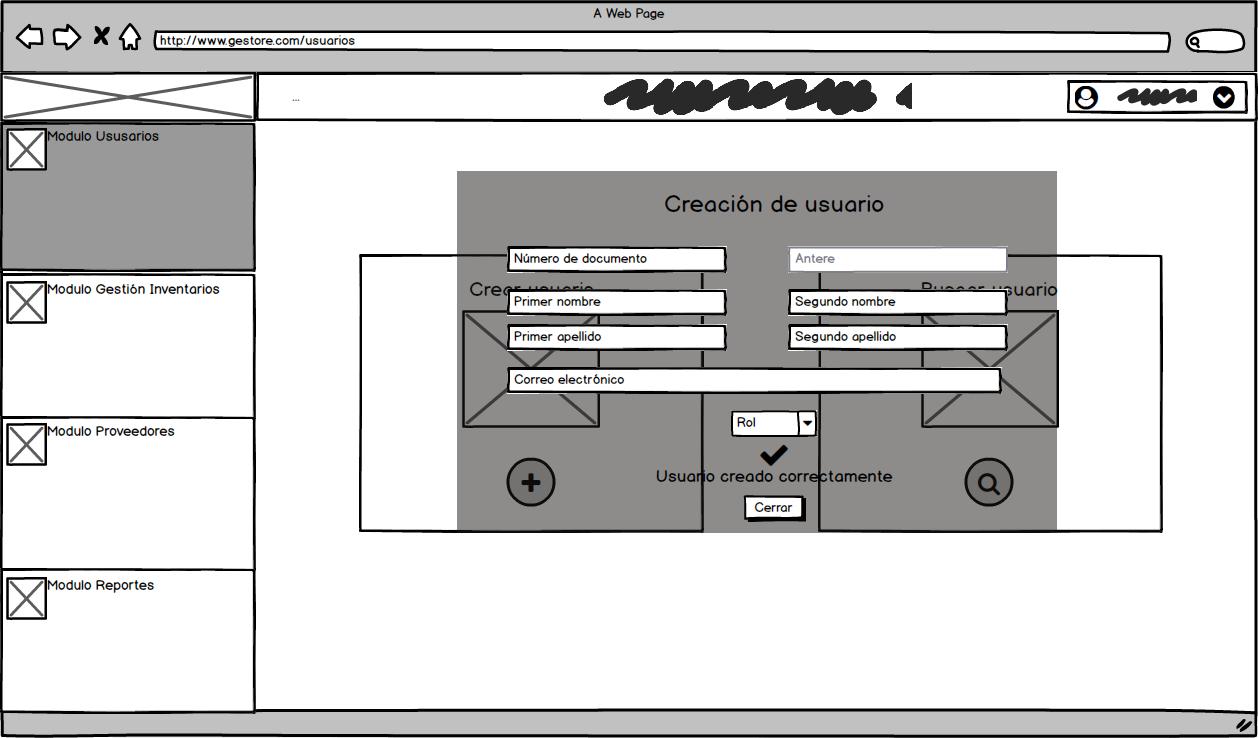 A Web Page
http://www.gestore.com/usuarios
...
Modulo Ususarios
Modulo Gestión Inventarios
Modulo Proveedores
Modulo Reportes
Creación de usuario
Número de documento
Antere
Crear usuario
Buscar usuario
Primer nombre
Segundo nombre
Primer apellido
Segundo apellido
Correo electrónico
Rol
Usuario creado correctamente
Cerrar